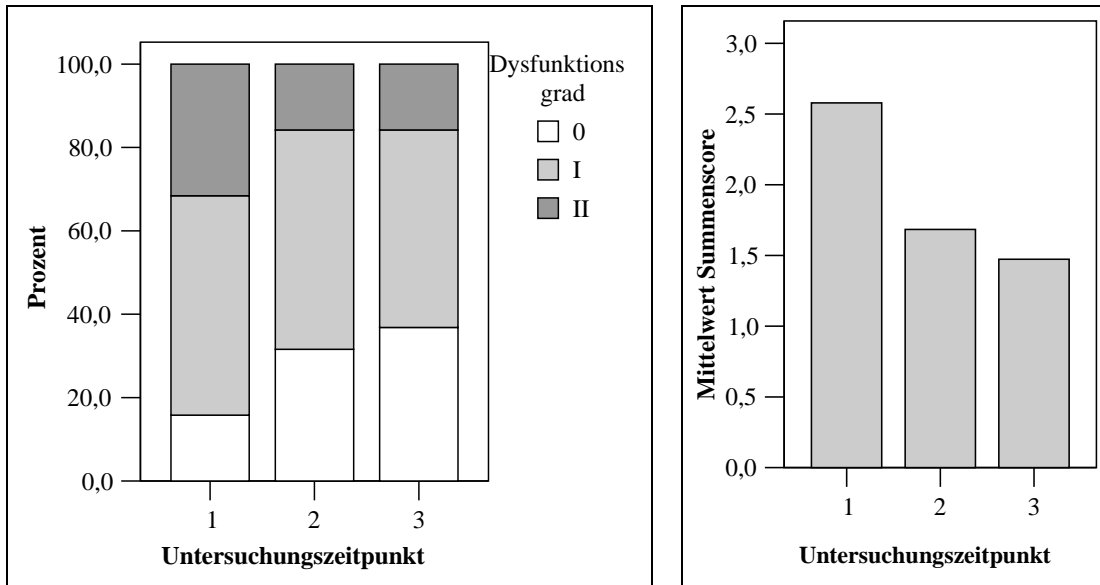 Prozent
100,0
80,0
60,0
40,0
20,0
0,0
1 2 3
Untersuchungszeitpunkt
Dysfunktions
grad
0
I
II
Mittelwert Summenscore
3,0
2,5
2,0
1,5
1,0
0,5
0,0
1 2 3
Untersuchungszeitpunkt